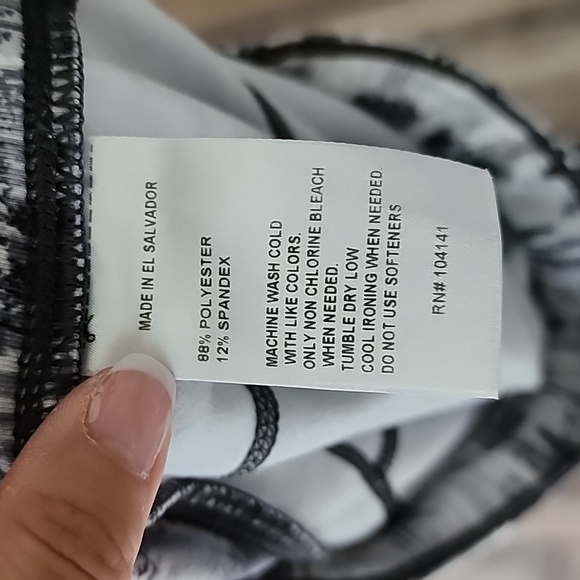 MADE IN EL SALVADOR
88% POLYESTER
12% SPANDEX
MACHINE WASH COLD
WITH LIKE COLORS.
ONLY NON CHLORINE BLEACH
WHEN NEEDED.
TUMBLE DRY LOW
COOL IRONING WHEN NEEDED.
DO NOT USE SOFTENERS
RN# 104141